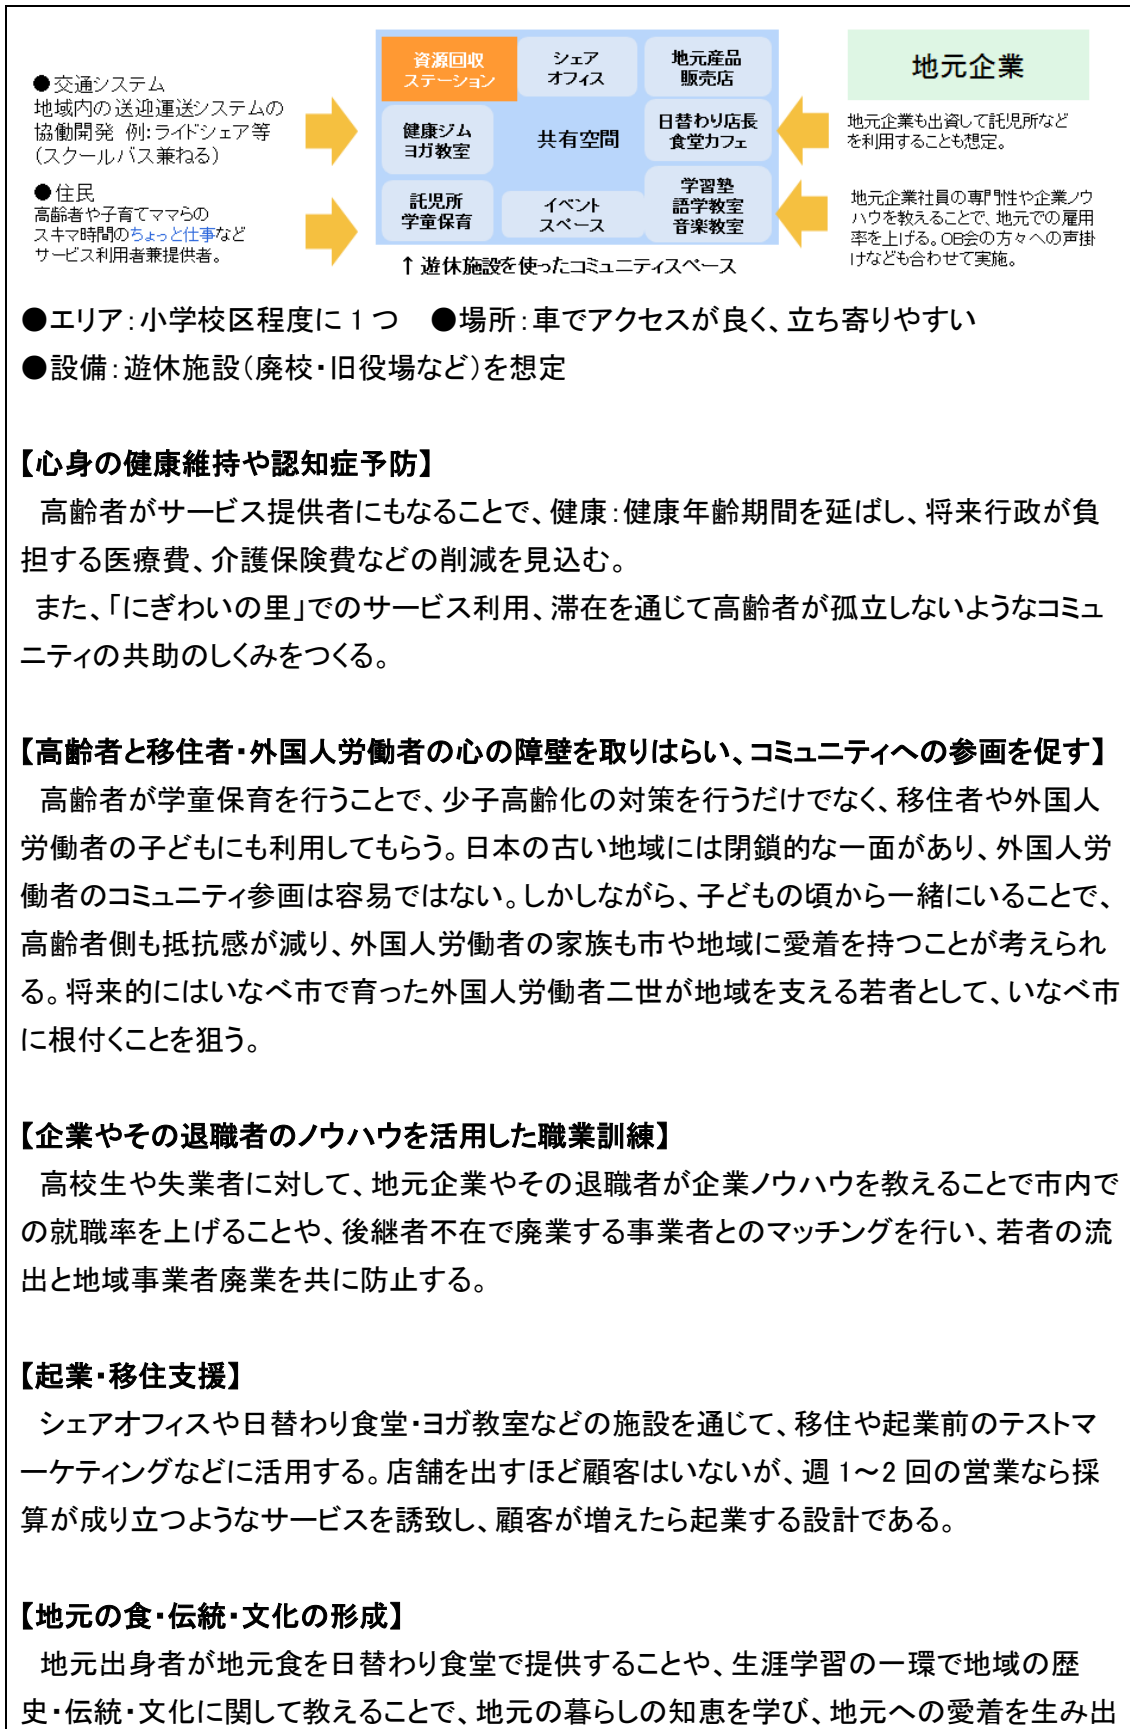 ●交通システム
地域内の送迎運送システムの
協働開発 例:ライドシェア等
(スクールバス兼ねる)
●住民
高齢者や子育てママらの
スキマ時間のちょっと仕事など
サービス利用者兼提供者。
資源回収
ステーション
シェア
オフィス
地元産品
販売店
健康ジム
ヨガ教室
共有空間
日替わり店長
食堂カフェ
託児所
学童保育
イベント
スペース
学習塾
語学教室
音楽教室
↑遊休施設を使ったコミュニティスペース
地元企業
地元企業も出資して託児所など
を利用することも想定。
地元企業社員の専門性や企業ノウ
ハウを教えることで、地元での雇用
率を上げる。OB会の方々への声掛
けなども合わせて実施。
●エリア:小学校区程度に1つ ●場所:車でアクセスが良く、立ち寄りやすい
●設備:遊休施設(廃校・旧役場など)を想定
【心身の健康維持や認知症予防】
高齢者がサービス提供者にもなることで、健康:健康年齢期間を延ばし、将来行政が負
担する医療費、介護保険費などの削減を見込む。
また、「にぎわいの里」でのサービス利用、滞在を通じて高齢者が孤立しないようなコミュ
ニティの共助のしくみをつくる。
【高齢者と移住者・外国人労働者の心の障壁を取りはらい、コミュニティへの参画を促す】
高齢者が学童保育を行うことで、少子高齢化の対策を行うだけでなく、移住者や外国人
労働者の子どもにも利用してもらう。日本の古い地域には閉鎖的な一面があり、外国人労
働者のコミュニティ参画は容易ではない。しかしながら、子どもの頃から一緒にいることで、
高齢者側も抵抗感が減り、外国人労働者の家族も市や地域に愛着を持つことが考えられ
る。将来的にはいなべ市で育った外国人労働者二世が地域を支える若者として、いなべ市
に根付くことを狙う。
【企業やその退職者のノウハウを活用した職業訓練】
高校生や失業者に対して、地元企業やその退職者が企業ノウハウを教えることで市内で
の就職率を上げることや、後継者不在で廃業する事業者とのマッチングを行い、若者の流
出と地域事業者廃業を共に防止する。
【起業・移住支援】
シェアオフィスや日替わり食堂・ヨガ教室などの施設を通じて、移住や起業前のテストマ
ーケティングなどに活用する。店舗を出すほど顧客はいないが、週1~2回の営業なら採
算が成り立つようなサービスを誘致し、顧客が増えたら起業する設計である。
【地元の食・伝統・文化の形成】
地元出身者が地元食を日替わり食堂で提供することや、生涯学習の一環で地域の歴
史・伝統・文化に関して教えることで、地元の暮らしの知恵を学び、地元への愛着を生み出